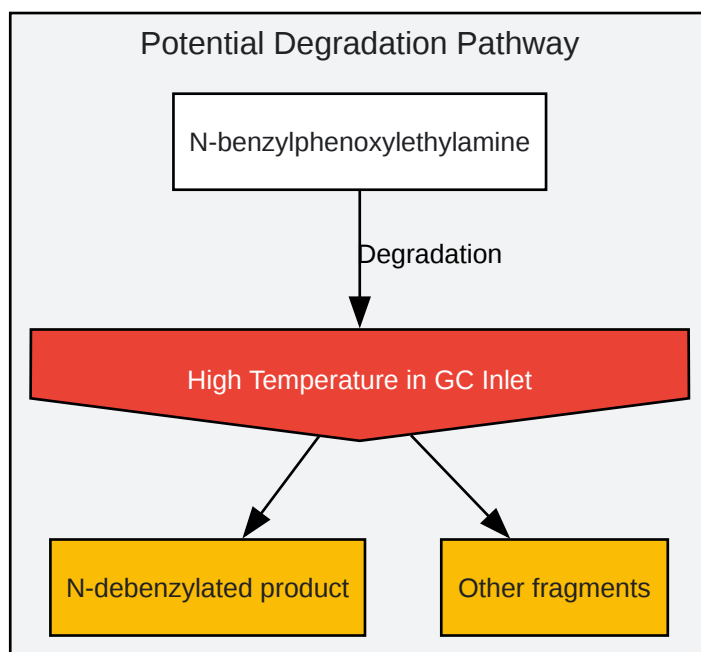 Potential Degradation Pathway
N-benzylphenoxylethylamine
Degradation
High Temperature in GC Inlet
N-debenzylated product
Other fragments